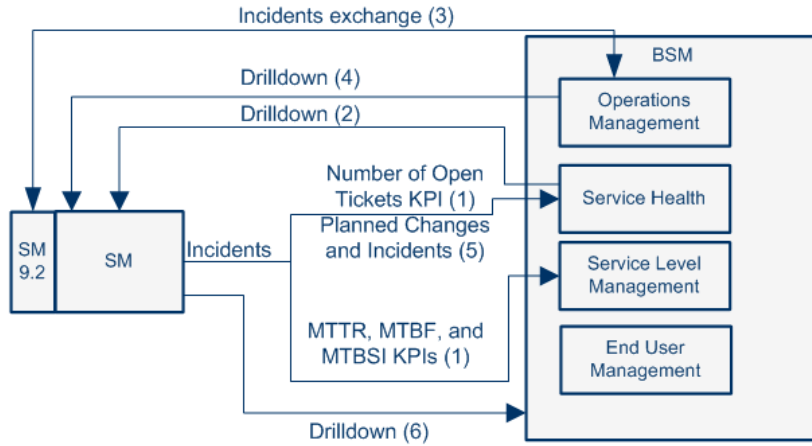 Incidents exchange (3)
BSM
Drilldown (4)
Operations
Management
Drilldown (2)
Number of Open
Tickets KPI (1)
Planned Changes
and Incidents (5)
Service Health
SM
9.2
SM
Incidents
Service Level
Management
MTTR, MTBF, and
MTBSI KPIs (1)
End User
Management
Drilldown (6)